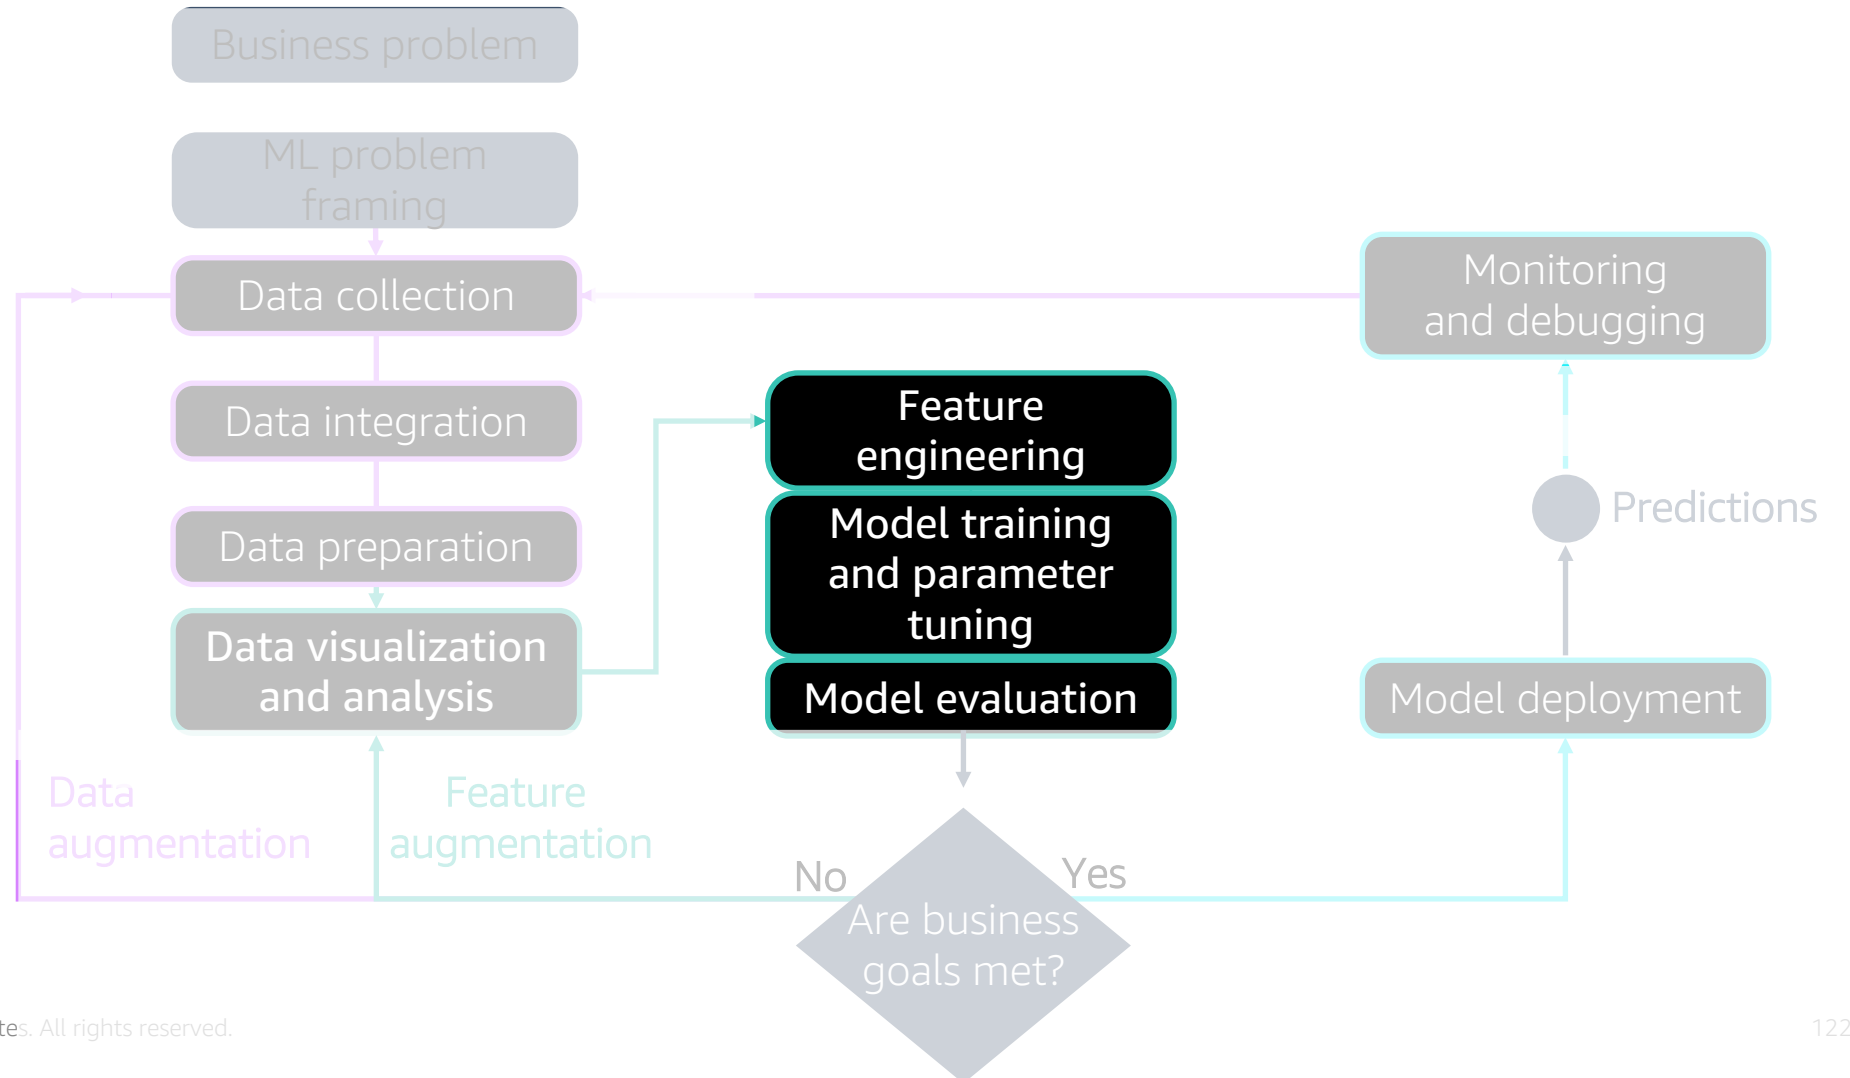 Business problem
ML problem
framing
Data collection
Data integration
Data preparation
Data visualization
and analysis
Data
augmentation
Feature
augmentation
Feature
engineering
Model training
and parameter
tuning
Model evaluation
No
Yes
Are business
goals met?
Monitoring
and debugging
Predictions
Model deployment
tes. All rights reserved.
122